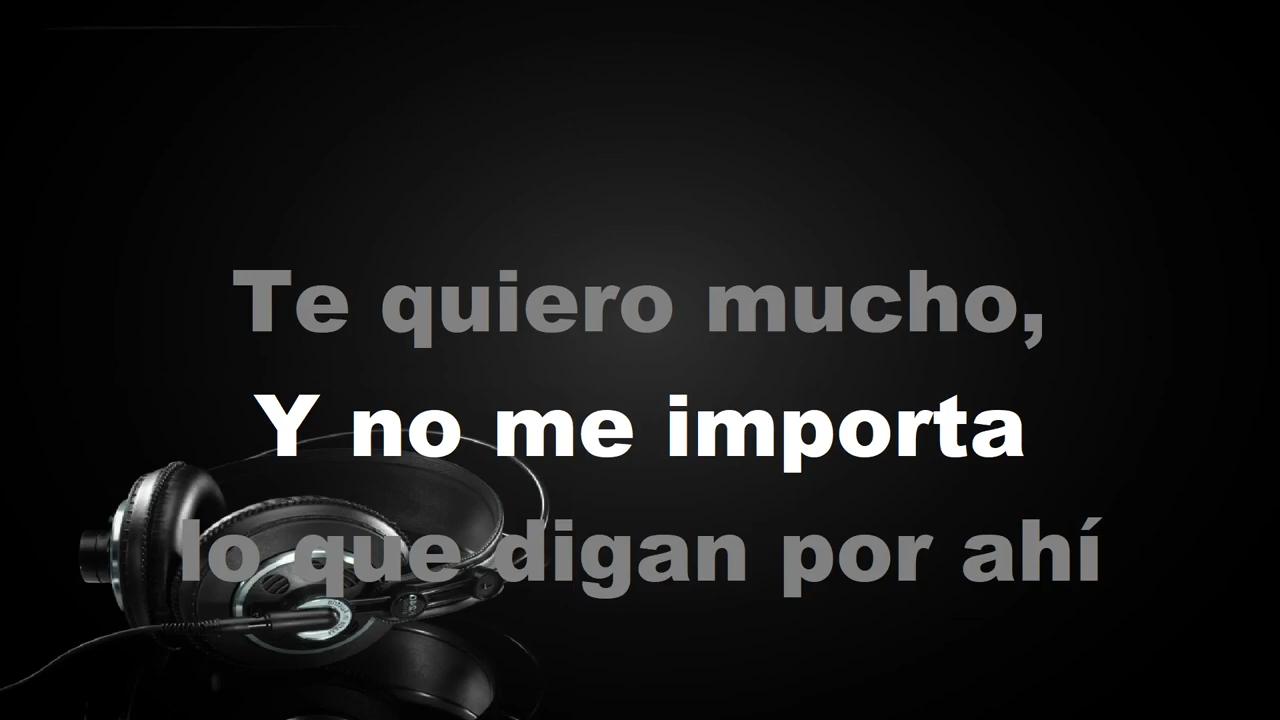 Te quiero mucho,
Y no me importa
lo que digan por ahí